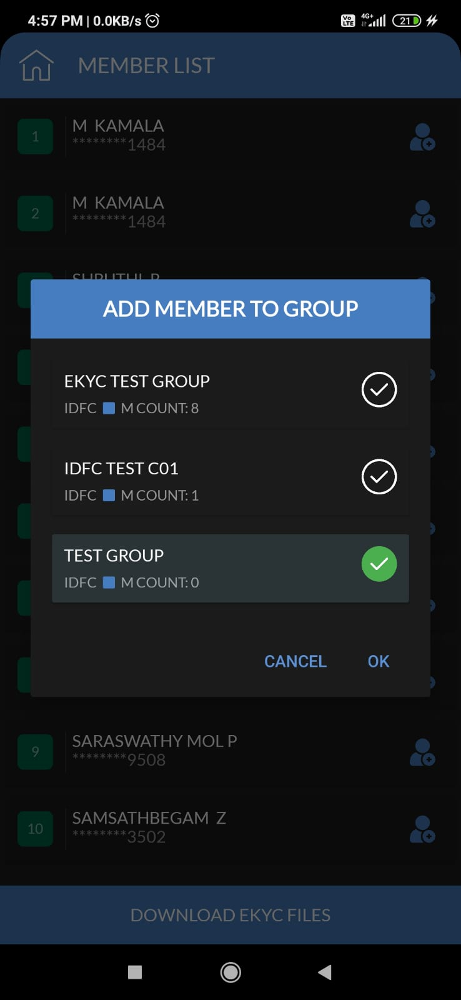 4:57 PM | 0.0KB/s
Vo LTE 4G+ 21
MEMBER LIST
1
M KAMALA
********1484
2
M KAMALA
********1484
SHRUTHI R
ADD MEMBER TO GROUP
EKYC TEST GROUP
IDFC M COUNT: 8
IDFC TEST C01
IDFC M COUNT: 1
TEST GROUP
IDFC M COUNT: 0
CANCEL OK
9
SARASWATHY MOL P
********9508
10
SAMSATHBEGAM Z
********3502
DOWNLOAD EKYC FILES